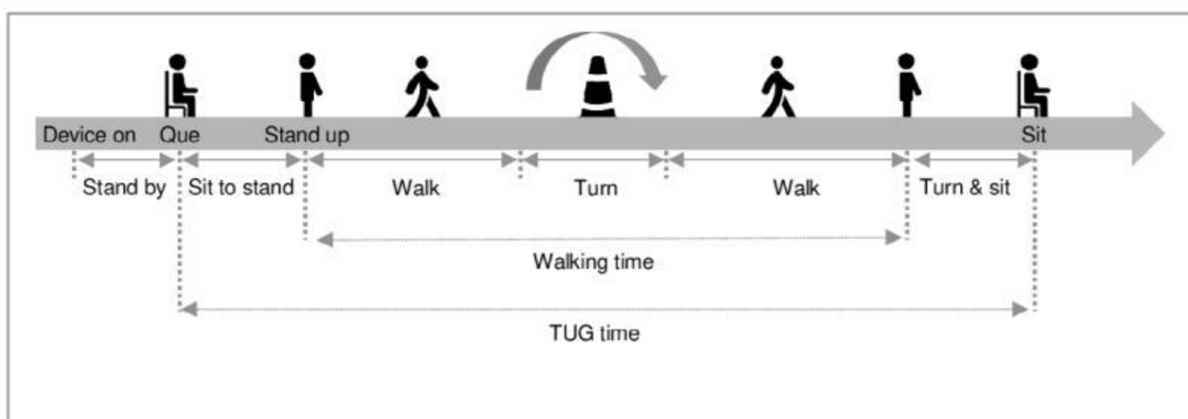 Device on Que Stand up Sit
Stand by Sit to stand Walk Turn Walk Turn & sit
Walking time
TUG time